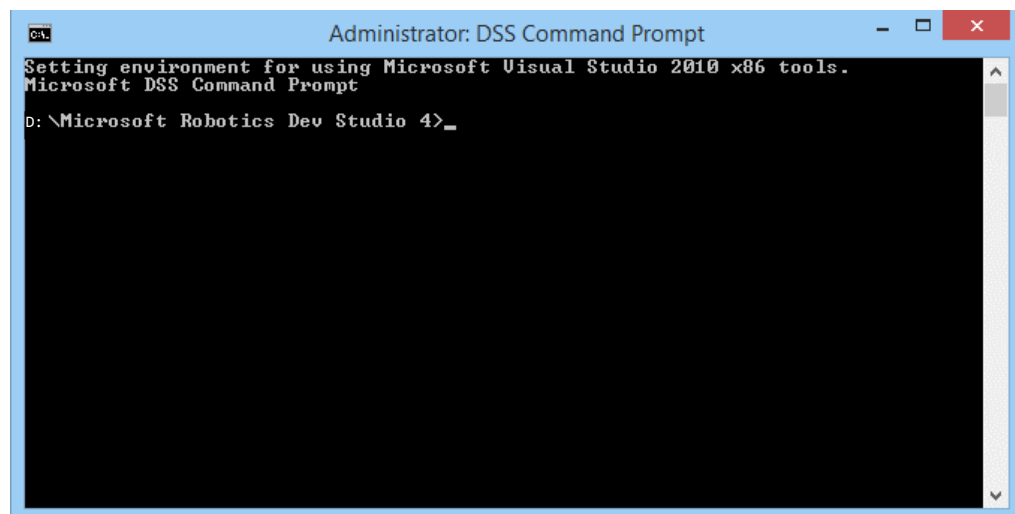 Administrator: DSS Command Prompt
Setting environment for using Microsoft Visual Studio 2010 x86 tools.
Microsoft DSS Command Prompt
D:\Microsoft Robotics Dev Studio 4>_